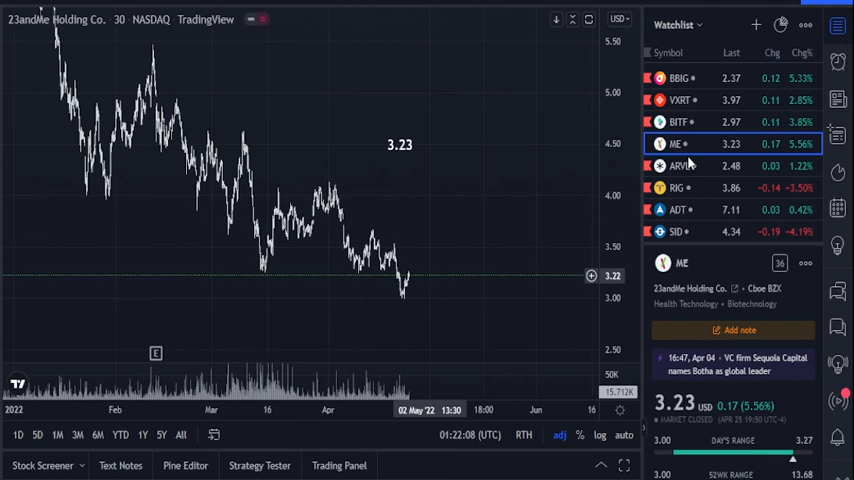 23andMe Holding Co. · 30 · NASDAQ · TradingView
USD
5.50
5.00
4.50
4.00
3.50
3.22
3.00
2.50
50K
15.712K
3.23
E
2022 Feb Mar 16 Apr 02 May '22 13:30 18:00 Jun 16
1D 5D 1M 3M 6M YTD 1Y 5Y All
01:22:08 (UTC) RTH adj % log auto
Stock Screener Text Notes Pine Editor Strategy Tester Trading Panel
Watchlist
Symbol Last Chg Chg%
BBIG 2.37 0.12 5.33%
VXRT 3.97 0.11 2.85%
BITF 2.97 0.11 3.85%
ME 3.23 0.17 5.56%
2.48 0.03 1.22%
RIG 3.86 −0.14 −3.50%
ADT 7.11 0.03 0.42%
SID 4.34 −0.19 −4.19%
ME 36
23andMe Holding Co. · Cboe BZX
Health Technology · Biotechnology
Add note
16:47, Apr 04 · VC firm Sequoia Capital
names Botha as global leader
3.23 USD 0.17 (5.56%)
MARKET CLOSED (APR 25 19:50 UTC-4)
3.00 DAY'S RANGE 3.27
3.00 52WK RANGE 13.68